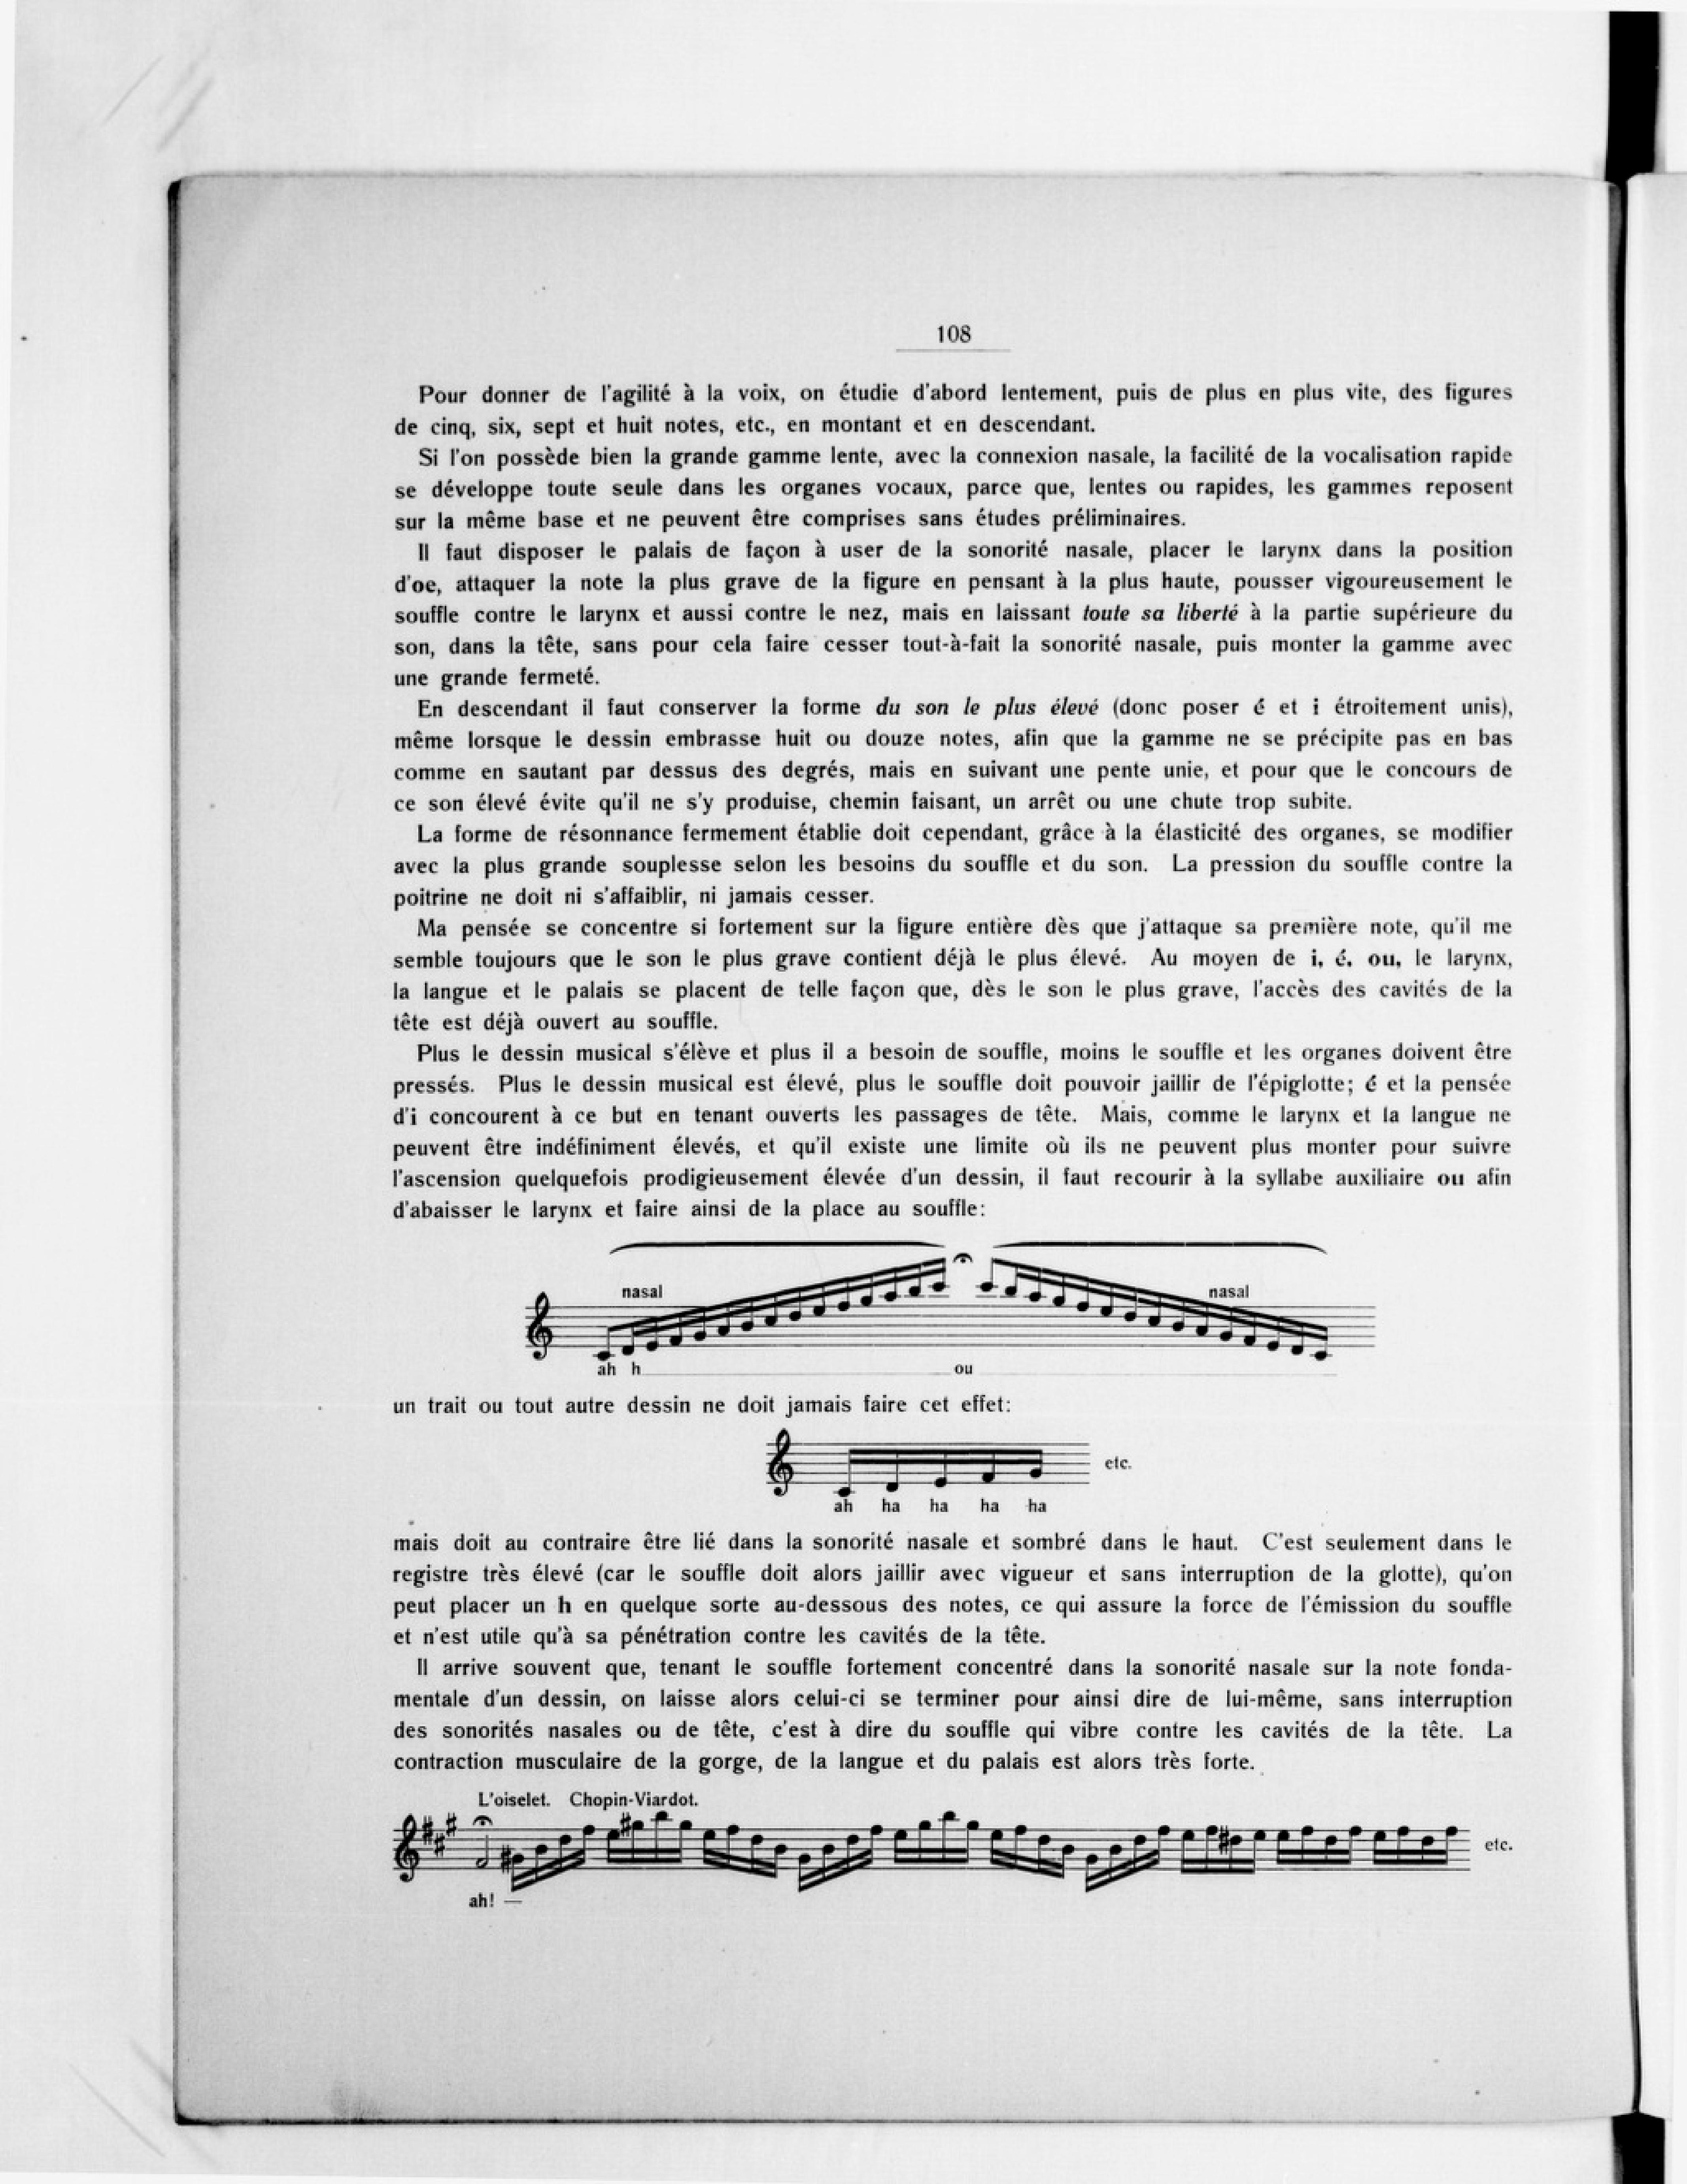 108
Pour donner de l'agilité à la voix, on étudie d'abord lentement, puis de plus en plus vite, des figures
de cinq, six, sept et huit notes, etc., en montant et en descendant.
Si l'on possède bien la grande gamme lente, avec la connexion nasale, la facilité de la vocalisation rapide
se développe toute seule dans les organes vocaux, parce que, lentes ou rapides, les gammes reposent
sur la même base et ne peuvent être comprises sans études préliminaires.
Il faut disposer le palais de façon à user de la sonorité nasale, placer le larynx dans la position
d'oe, attaquer la note la plus grave de la figure en pensant à la plus haute, pousser vigoureusement le
souffle contre le larynx et aussi contre le nez, mais en laissant toute sa liberté à la partie supérieure du
son, dans la tête, sans pour cela faire cesser tout-à-fait la sonorité nasale, puis monter la gamme avec
une grande fermeté.
En descendant il faut conserver la forme du son le plus élevé (donc poser é et i étroitement unis),
même lorsque le dessin embrasse huit ou douze notes, afin que la gamme ne se précipite pas en bas
comme en sautant par dessus des degrés, mais en suivant une pente unie, et pour que le concours de
ce son élevé évite qu'il ne s'y produise, chemin faisant, un arrêt ou une chute trop subite.
La forme de résonnance fermement établie doit cependant, grâce à la élasticité des organes, se modifier
avec la plus grande souplesse selon les besoins du souffle et du son. La pression du souffle contre la
poitrine ne doit ni s'affaiblir, ni jamais cesser.
Ma pensée se concentre si fortement sur la figure entière dès que j'attaque sa première note, qu'il me
semble toujours que le son le plus grave contient déjà le plus élevé. Au moyen de i, é, ou, le larynx,
la langue et le palais se placent de telle façon que, dès le son le plus grave, l'accès des cavités de la
tête est déjà ouvert au souffle.
Plus le dessin musical s'élève et plus il a besoin de souffle, moins le souffle et les organes doivent être
pressés. Plus le dessin musical est élevé, plus le souffle doit pouvoir jaillir de l'épiglotte; é et la pensée
d'i concourent à ce but en tenant ouverts les passages de tête. Mais, comme le larynx et la langue ne
peuvent être indéfiniment élevés, et qu'il existe une limite où ils ne peuvent plus monter pour suivre
l'ascension quelquefois prodigieusement élevée d'un dessin, il faut recourir à la syllabe auxiliaire ou afin
d'abaisser le larynx et faire ainsi de la place au souffle:
nasal nasal
ah h ou
un trait ou tout autre dessin ne doit jamais faire cet effet:
etc.
ah ha ha ha ha
mais doit au contraire être lié dans la sonorité nasale et sombré dans le haut. C'est seulement dans le
registre très élevé (car le souffle doit alors jaillir avec vigueur et sans interruption de la glotte), qu'on
peut placer un h en quelque sorte au-dessous des notes, ce qui assure la force de l'émission du souffle
et n'est utile qu'à sa pénétration contre les cavités de la tête.
Il arrive souvent que, tenant le souffle fortement concentré dans la sonorité nasale sur la note fonda-
mentale d'un dessin, on laisse alors celui-ci se terminer pour ainsi dire de lui-même, sans interruption
des sonorités nasales ou de tête, c'est à dire du souffle qui vibre contre les cavités de la tête. La
contraction musculaire de la gorge, de la langue et du palais est alors très forte.
L'oiselet. Chopin-Viardot.
etc.
ah! —